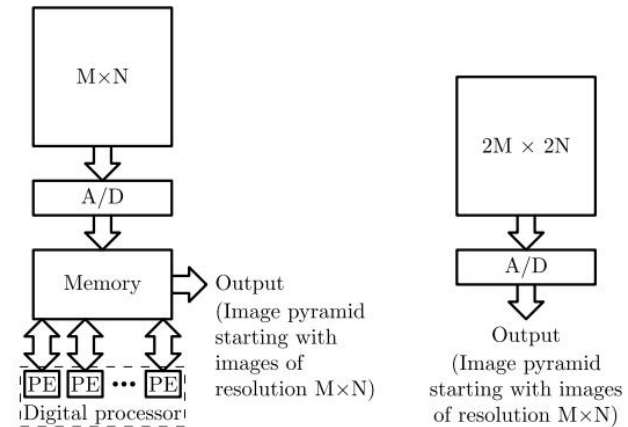 M×N
A/D
Memory
Output
(Image pyramid
starting with
images of
resolution M×N)
PE PE ••• PE
Digital processor
2M × 2N
A/D
Output
(Image pyramid
starting with images
of resolution M×N)